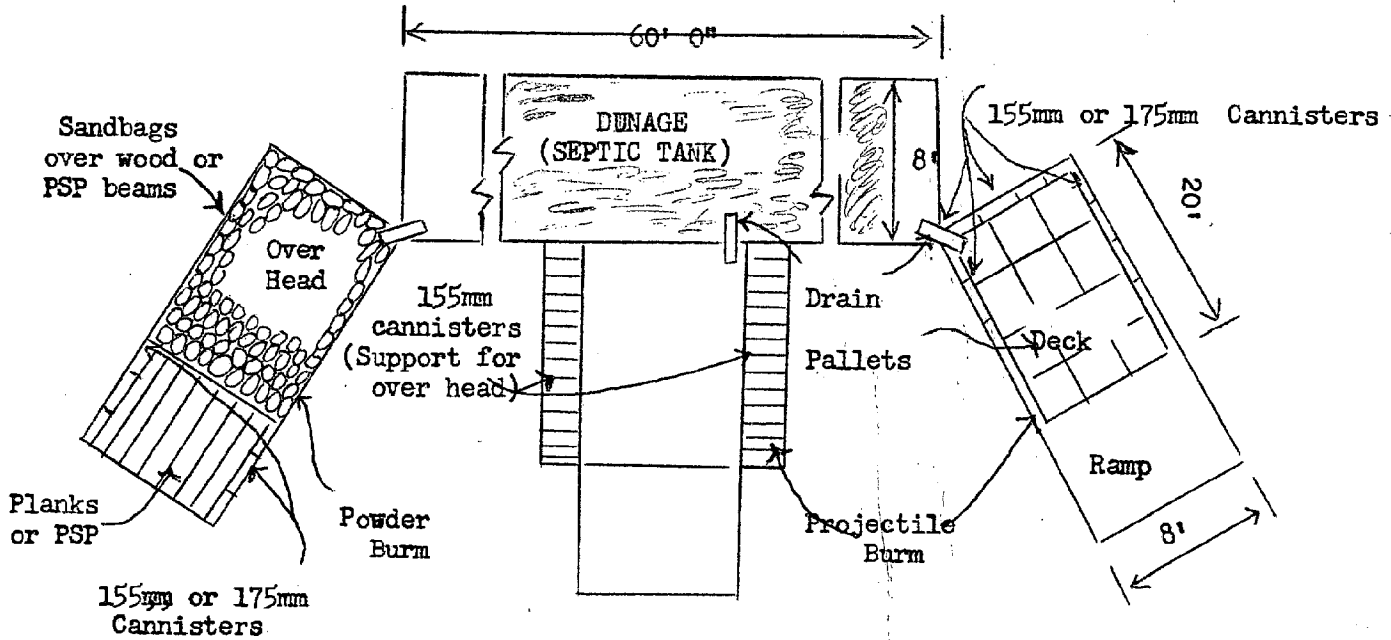 60' 0"
Sandbags
over wood or
PSP beams
DUNAGE
(SEPTIC TANK)
8'
155mm or 175mm Cannisters
20'
Over
Head
155mm
cannisters
(Support for
over head)
Drain
Pallets
Deck
Ramp
8'
Planks
or PSP
Powder
Burm
Projectile
Burm
155mm or 175mm
Cannisters